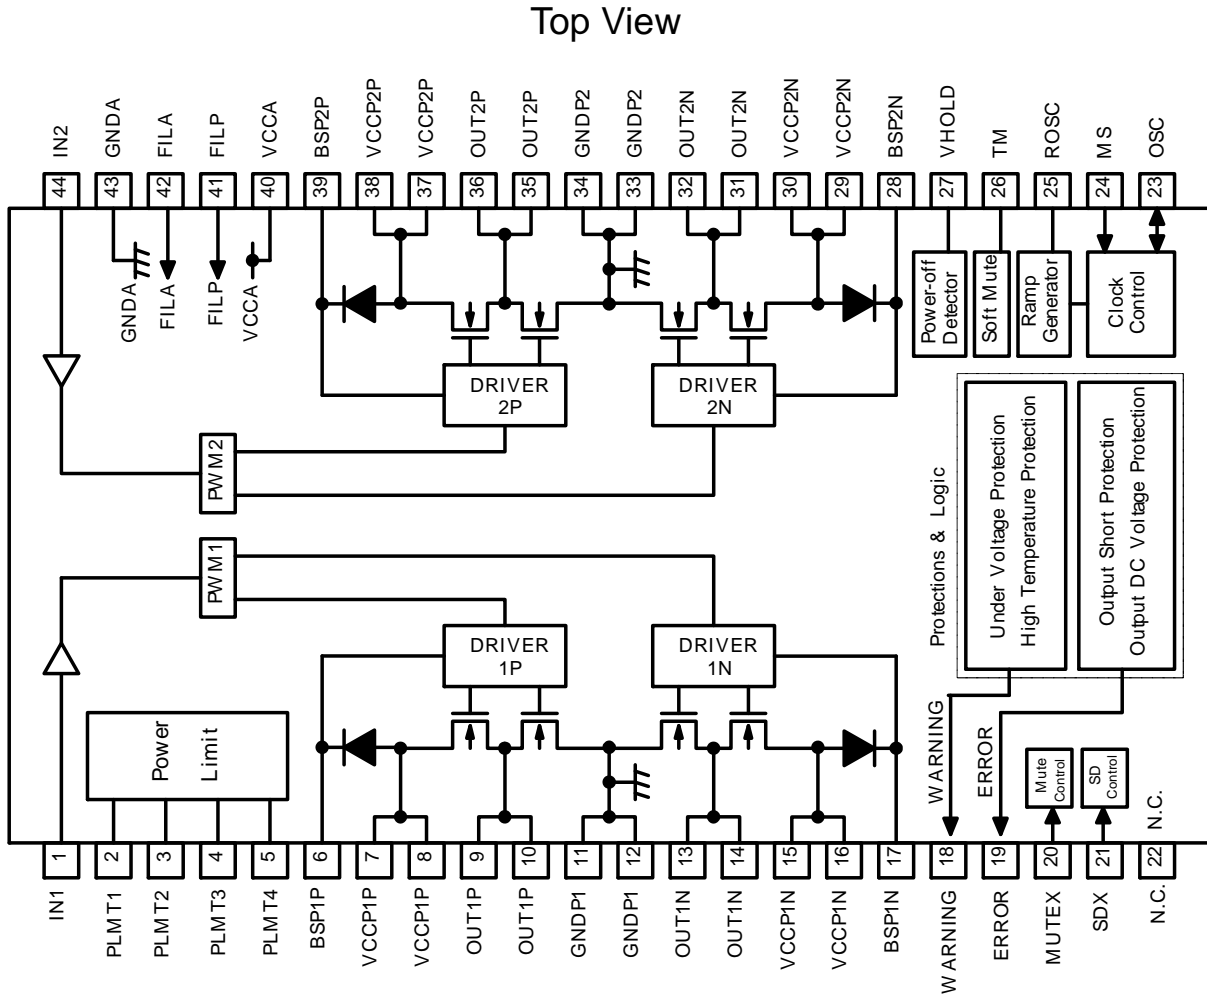 Top View
IN2
GNDA
FILA
FILP
VCCA
BSP2P
VCCP2P
VCCP2P
OUT2P
OUT2P
GNDP2
GNDP2
OUT2N
OUT2N
VCCP2N
VCCP2N
BSP2N
VHOLD
TM
ROSC
MS
OSC
44
43
42
41
40
39
38
37
36
35
34
33
32
31
30
29
28
27
26
25
24
23
GNDA
FILA
FILP
VCCA
Power-off
Detector
Soft Mute
Ramp
Generator
Clock
Control
DRIVER
2P
DRIVER
2N
PWM2
PWM1
Protections & Logic
Under Voltage Protection
High Temperature Protection
Output Short Protection
Output DC Voltage Protection
DRIVER
1P
DRIVER
1N
Power
Limit
WARNING
ERROR
Mute
Control
SD
Control
N.C.
1
2
3
4
5
6
7
8
9
10
11
12
13
14
15
16
17
18
19
20
21
22
IN1
PLMT1
PLMT2
PLMT3
PLMT4
BSP1P
VCCP1P
VCCP1P
OUT1P
OUT1P
GNDP1
GNDP1
OUT1N
OUT1N
VCCP1N
VCCP1N
BSP1N
WARNING
ERROR
MUTEX
SDX
N.C.